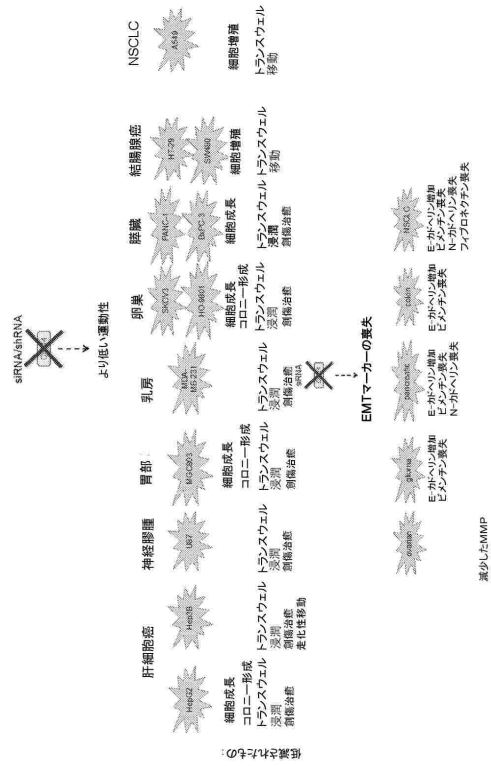 siRNA/shRNA
より低い運動性
肝細胞癌
神経膠腫
胃部
乳房
卵巣
膵臓
結腸腺癌
NSCLC
HepG2
Hep3B
U87
MGC803
MDA-
MB-231
SKOV3
HO-8901
PANC-1
BxPC-3
HT-29
SW480
A549
低減されたもの:
細胞成長
コロニー形成
トランスウェル
浸潤
創傷治癒
トランスウェル
浸潤
創傷治癒
走化性移動
トランスウェル
浸潤
創傷治癒
細胞成長
コロニー形成
トランスウェル
浸潤
創傷治癒
トランスウェル
浸潤
創傷治癒
細胞成長
コロニー形成
トランスウェル
浸潤
創傷治癒
細胞成長
トランスウェル
浸潤
創傷治癒
細胞増殖
トランスウェル
移動
細胞増殖
トランスウェル
移動
siRNA
EMTマーカーの喪失
ovarian
glioma
pancreatic
colon
NSCLC
減少したMMP
E-カドヘリン増加
ビメンチン喪失
E-カドヘリン増加
ビメンチン喪失
N-カドヘリン喪失
E-カドヘリン増加
ビメンチン喪失
E-カドヘリン増加
ビメンチン喪失
N-カドヘリン喪失
フィブロネクチン喪失